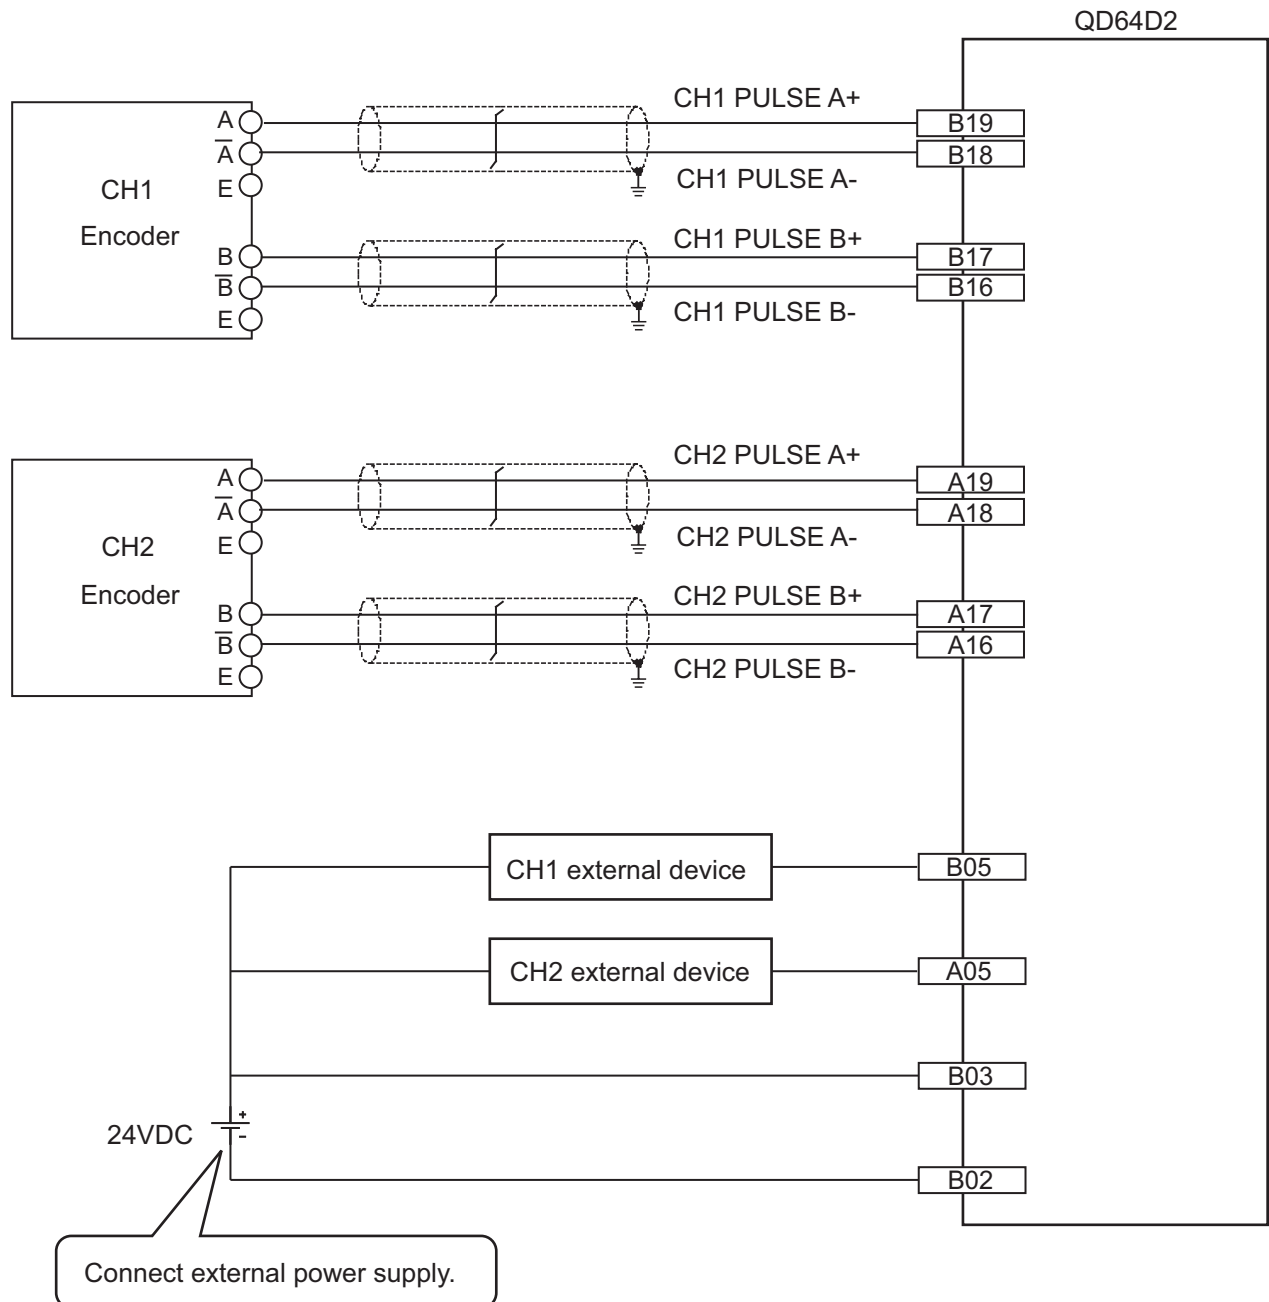 QD64D2
CH1 PULSE A+
A
B19
A̅
B18
CH1
E
CH1 PULSE A-
Encoder
CH1 PULSE B+
B
B17
B̅
B16
E
CH1 PULSE B-
CH2 PULSE A+
A
A19
A̅
A18
CH2
E
CH2 PULSE A-
Encoder
CH2 PULSE B+
B
A17
B̅
A16
E
CH2 PULSE B-
CH1 external device
B05
CH2 external device
A05
B03
24VDC
+
-
B02
Connect external power supply.